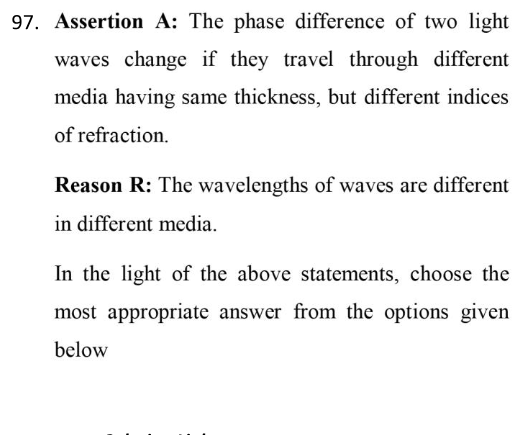 97. Assertion A: The phase difference of two light
waves change if they travel through different
media having same thickness, but different indices
of refraction.
Reason R: The wavelengths of waves are different
in different media.
In the light of the above statements, choose the
most appropriate answer from the options given
below